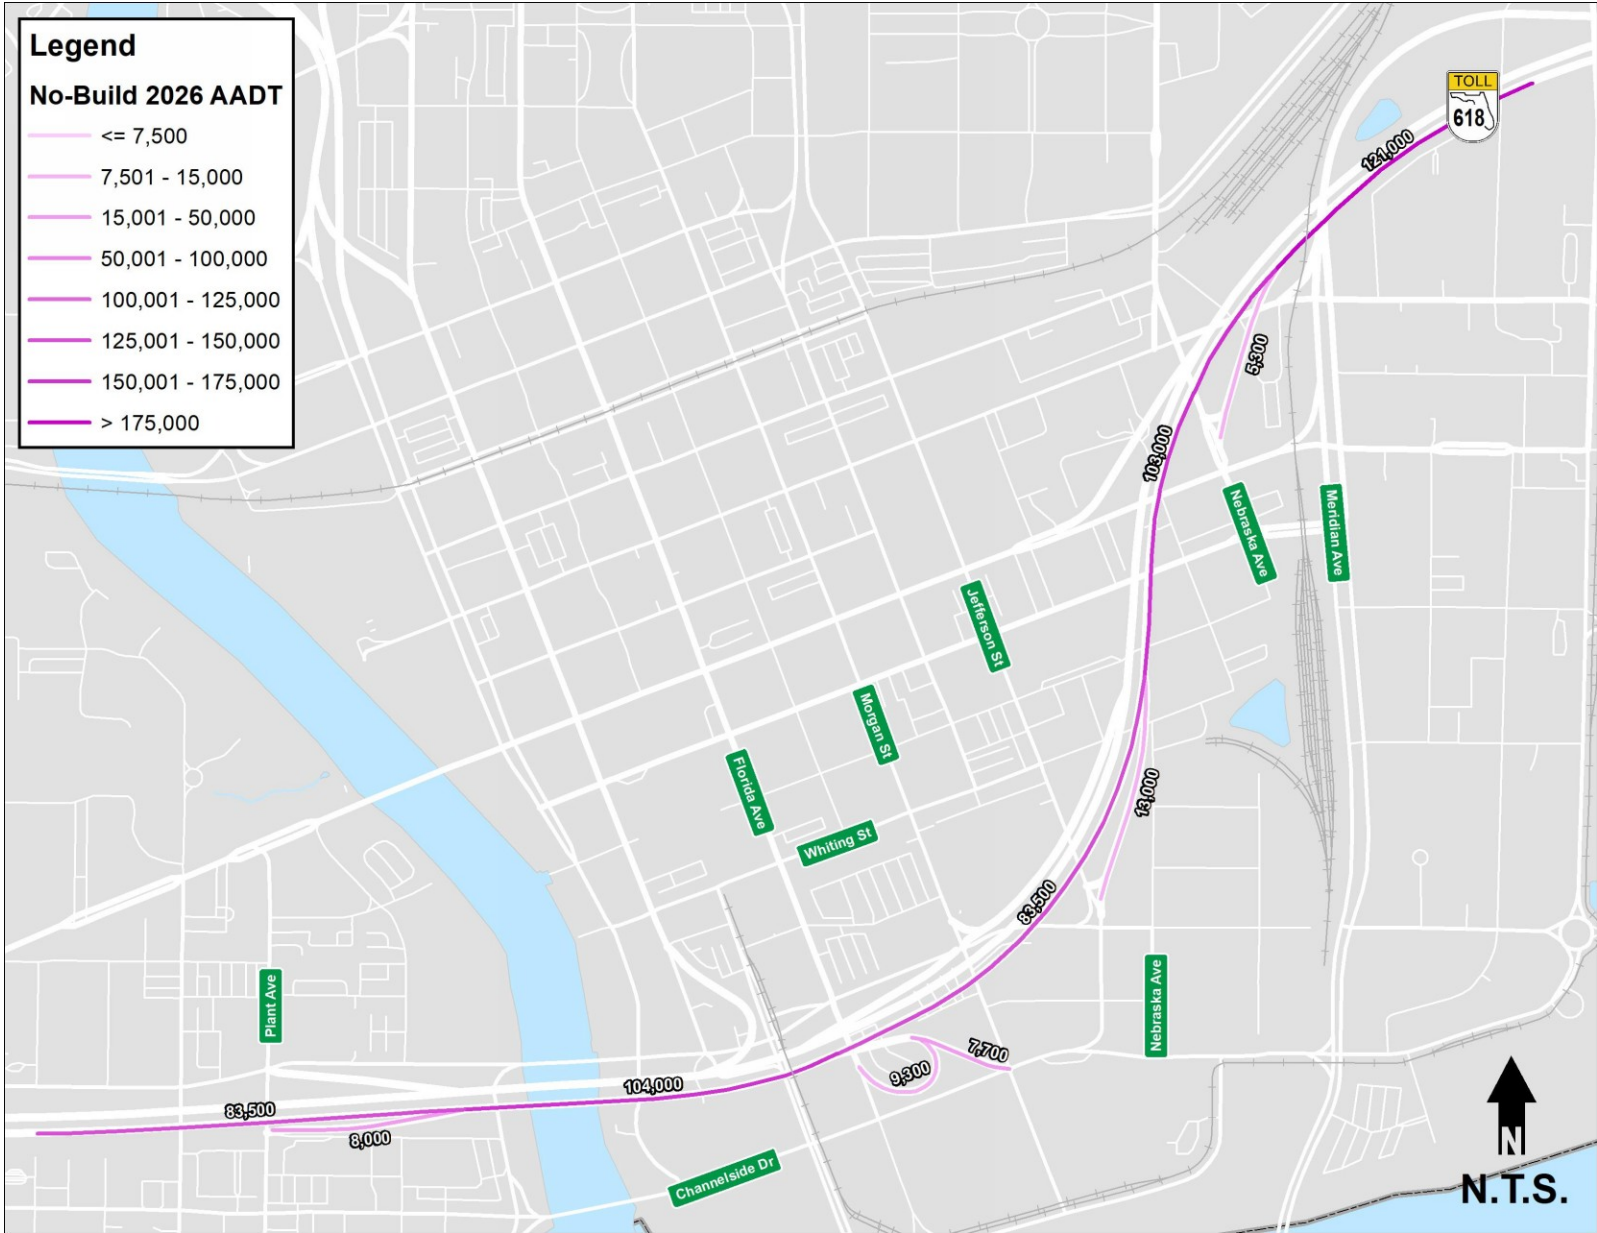 Legend
No-Build 2026 AADT
<= 7,500
7,501 - 15,000
15,001 - 50,000
50,001 - 100,000
100,001 - 125,000
125,001 - 150,000
150,001 - 175,000
> 175,000
TOLL
618
121,000
5,300
103,000
Nebraska Ave
Meridian Ave
Jefferson St
Morgan St
Florida Ave
Whiting St
13,000
83,500
Plant Ave
Nebraska Ave
7,700
9,300
104,000
83,500
8,000
Channelside Dr
N
N.T.S.